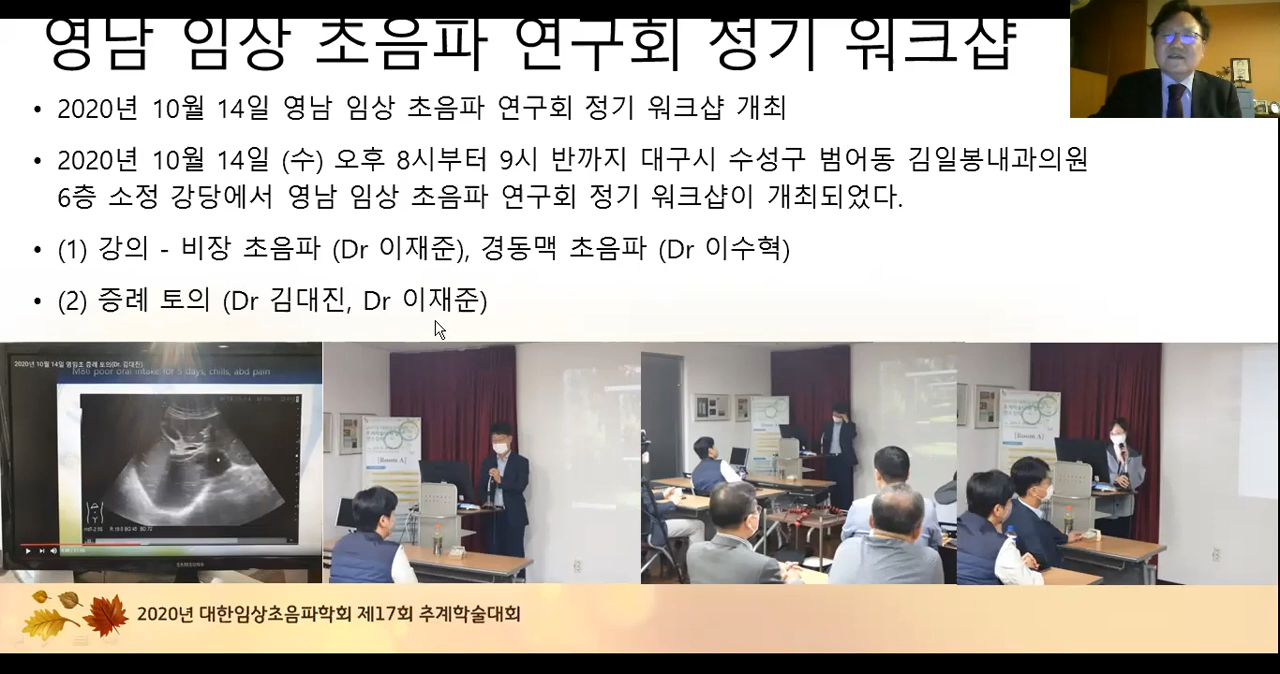 영남 임상 초음파 연구회 정기 워크샵
• 2020년 10월 14일 영남 임상 초음파 연구회 정기 워크샵 개최
• 2020년 10월 14일 (수) 오후 8시부터 9시 반까지 대구시 수성구 범어동 김일봉내과의원
6층 소정 강당에서 영남 임상 초음파 연구회 정기 워크샵이 개최되었다.
• (1) 강의 - 비장 초음파 (Dr 이재준), 경동맥 초음파 (Dr 이수혁)
• (2) 증례 토의 (Dr 김대진, Dr 이재준)
2020년 10월 14일 영임초 증례 토의(Dr. 김대진)
M80 poor oral intake for 5 days, chills, abd pain
SAMSUNG
[Room A]
2020년 대한임상초음파학회 제17회 추계학술대회